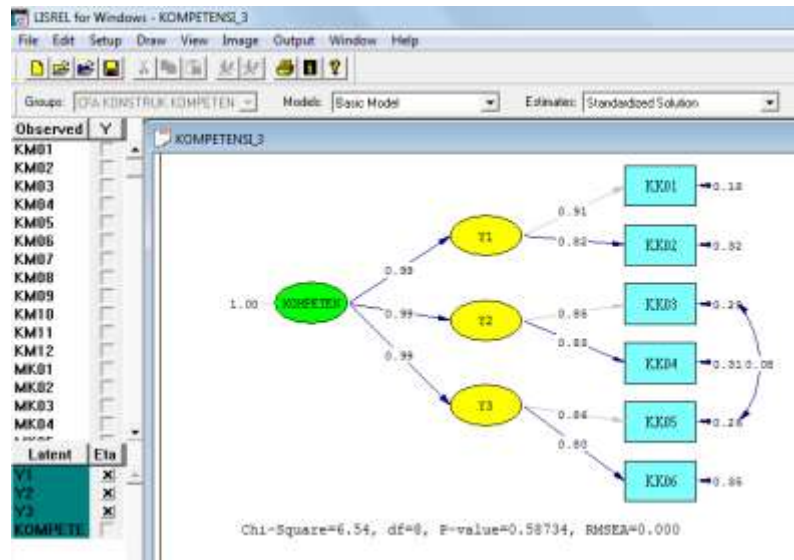 LISREL for Windows - KOMPETENSI_3
File Edit Setup Draw View Image Output Window Help
Groups: CFA KONSTRUK KOMPETEN Models: Basic Model Estimates: Standardized Solution
Observed Y
KM01
KM02
KM03
KM04
KM05
KM06
KM07
KM08
KM09
KM10
KM11
KM12
MK01
MK02
MK03
MK04
Latent Eta
Y1
Y2
Y3
KOMPETE
KOMPETENSI_3
KK01
0.18
0.91
Y1
0.82
KK02
0.32
0.99
1.00
KOMPETEN
KK03
0.99
Y2
0.86
0.83
KK04
0.31
0.08
0.99
Y3
0.86
KK05
0.26
0.80
KK06
Chi-Square=6.54, df=8, P-value=0.58734, RMSEA=0.000